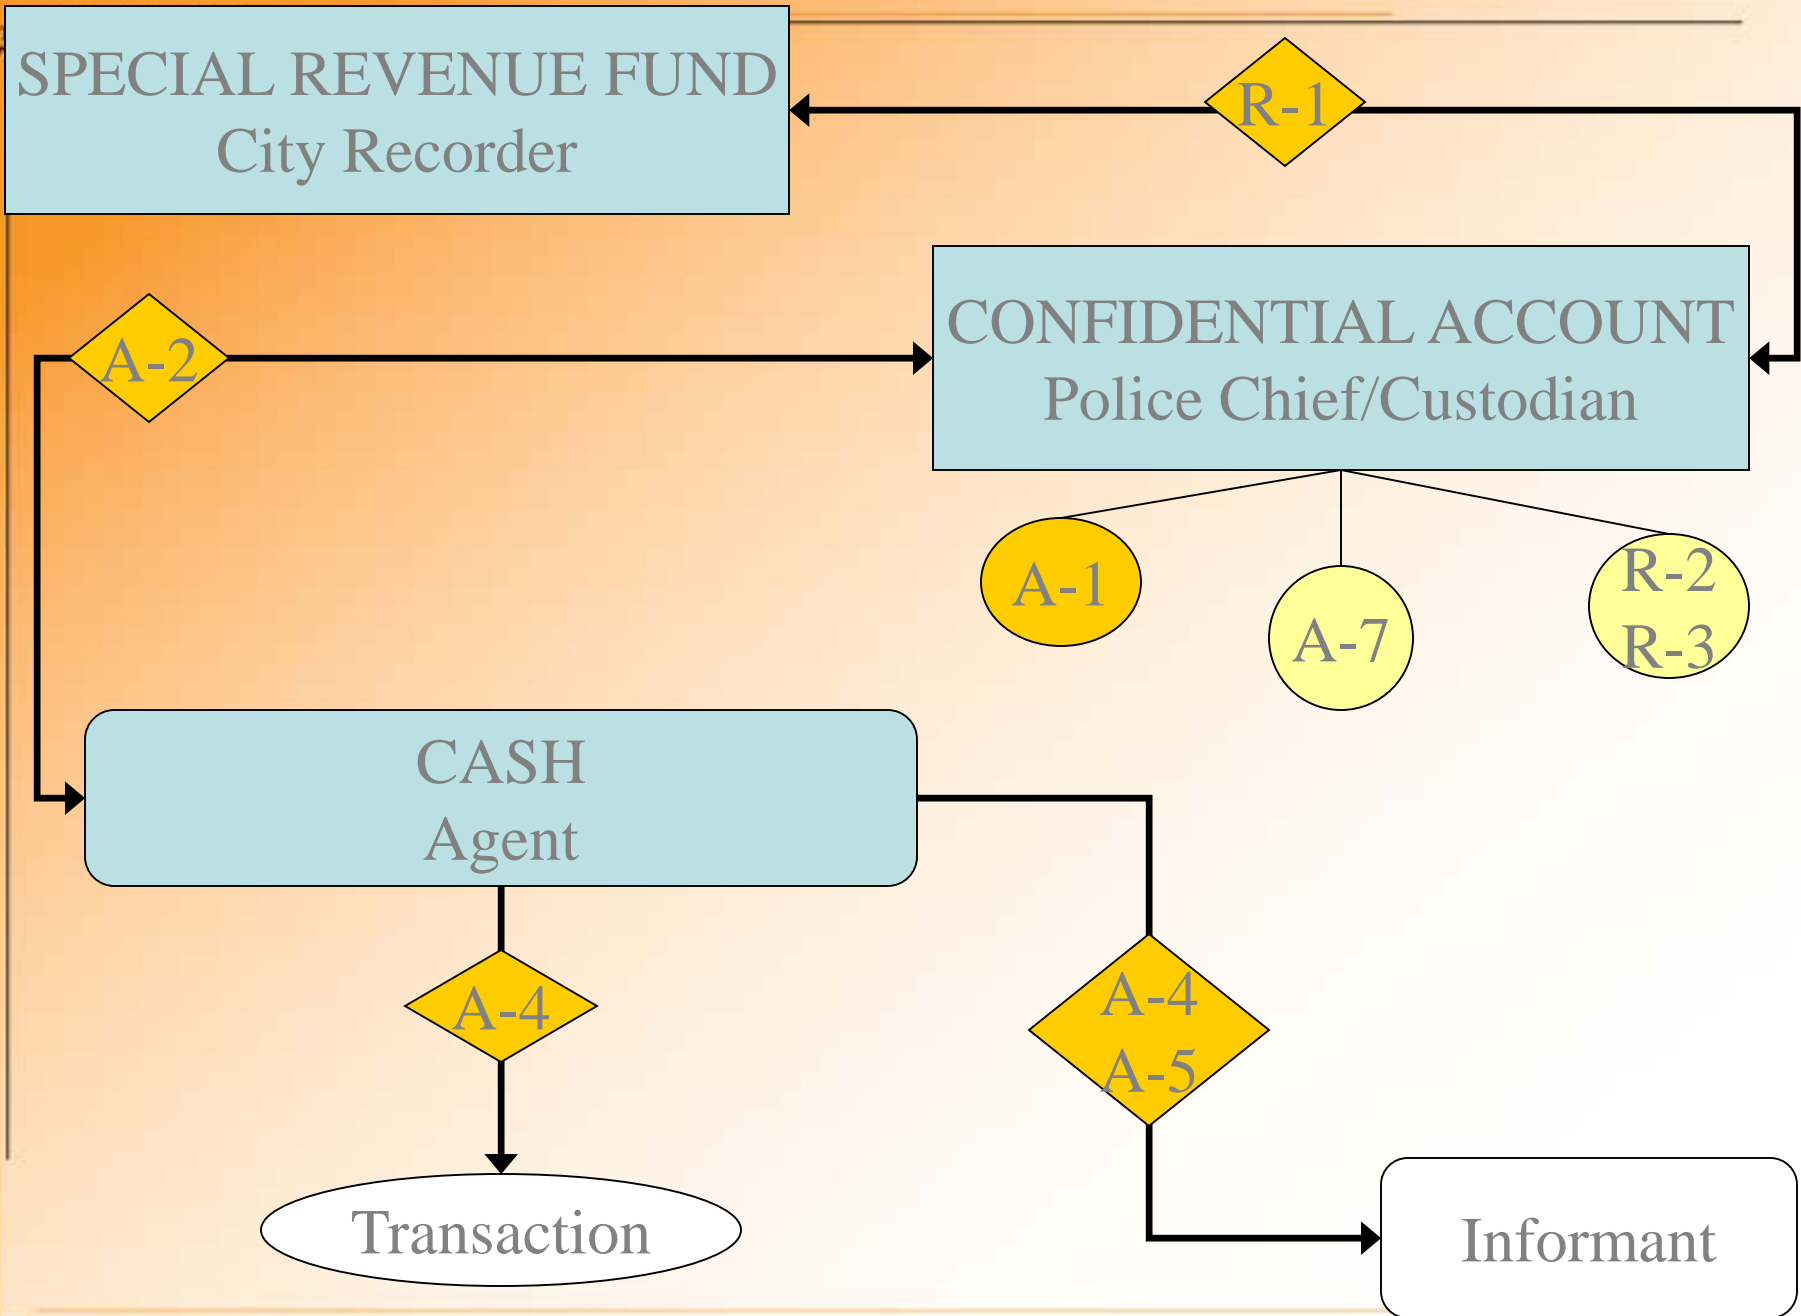 SPECIAL REVENUE FUND
City Recorder
R-1
CONFIDENTIAL ACCOUNT
Police Chief/Custodian
A-2
A-1
A-7
R-2
R-3
CASH
Agent
A-4
A-4
A-5
Transaction
Informant